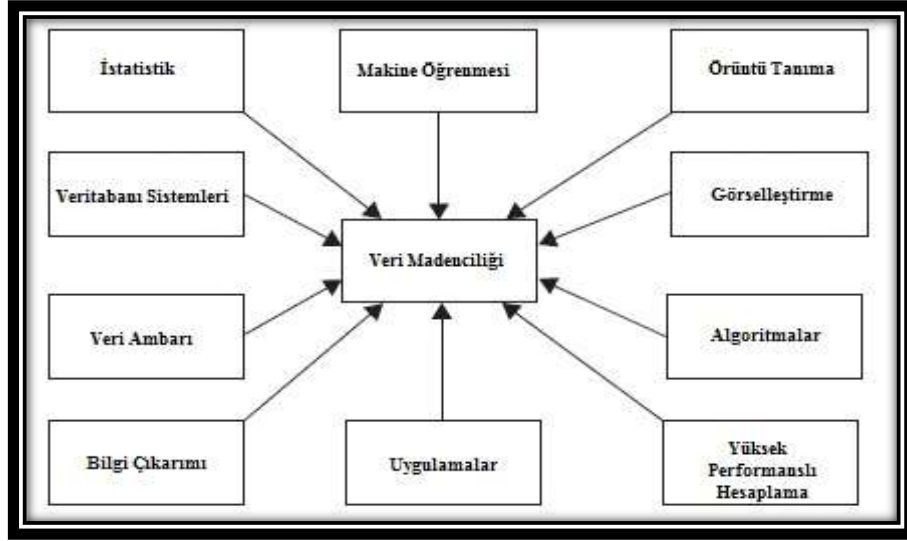 İstatistik
Makine Öğrenmesi
Örüntü Tanıma
Veritabanı Sistemleri
Görselleştirme
Veri Madenciliği
Veri Ambarı
Algoritmalar
Bilgi Çıkarımı
Uygulamalar
Yüksek
Performanslı
Hesaplama